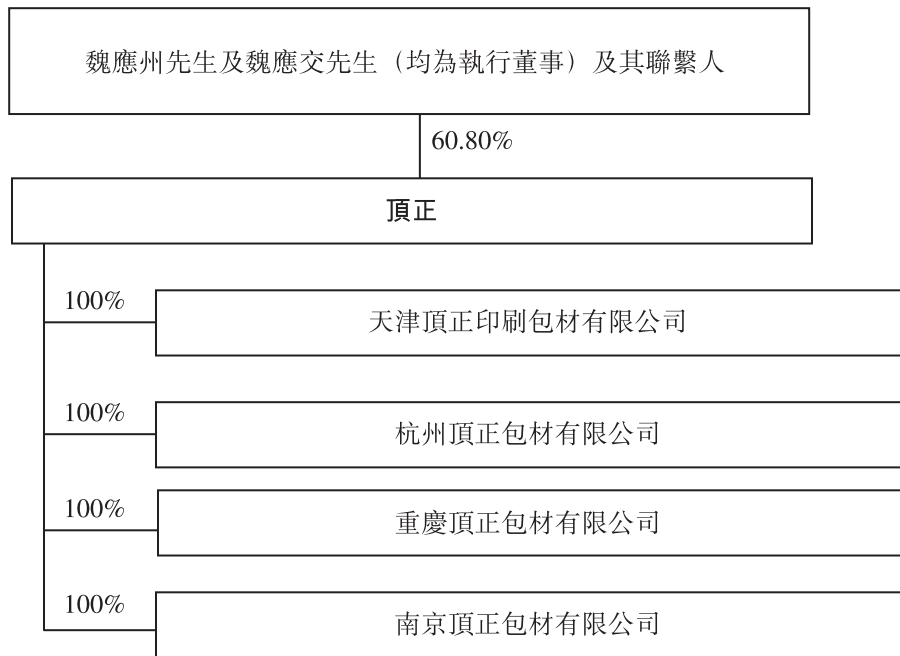 魏應州先生及魏應交先生（均為執行董事）及其聯繫人
60.80%
頂正
100%
天津頂正印刷包材有限公司
100%
杭州頂正包材有限公司
100%
重慶頂正包材有限公司
100%
南京頂正包材有限公司